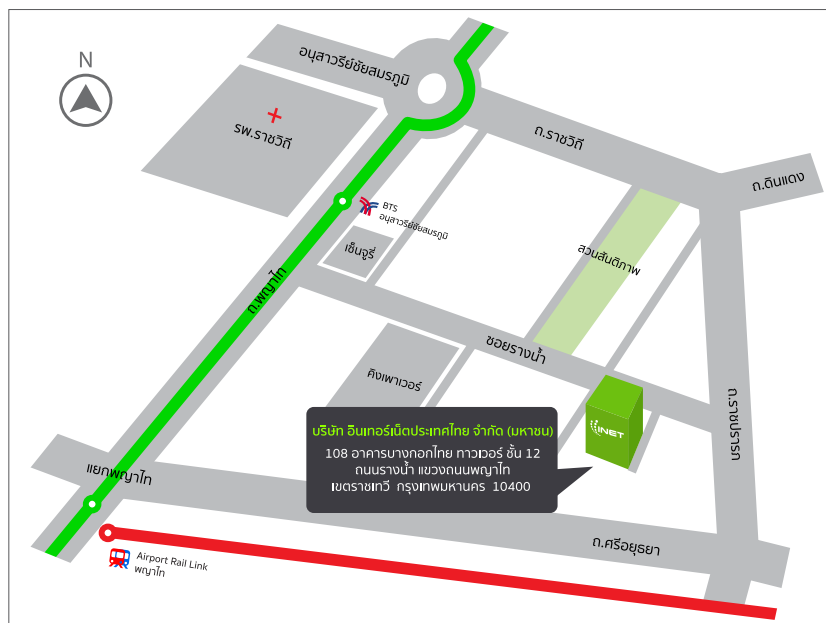 N
อนุสาวรีย์ชัยสมรภูมิ
รพ.ราชวิถี
ถ.ราชวิถี
ถ.ดินแดง
BTS
อนุสาวรีย์ชัยสมรภูมิ
เซ็นจูรี่
สวนสันติภาพ
ถ.พญาไท
ซอยรางน้ำ
คิงเพาเวอร์
ถ.ราชปรารภ
INET
บริษัท อินเทอร์เน็ตประเทศไทย จำกัด (มหาชน)
108 อาคารบางกอกไทย ทาวเวอร์ ชั้น 12
ถนนรางน้ำ แขวงถนนพญาไท
เขตราชเทวี กรุงเทพมหานคร 10400
แยกพญาไท
ถ.ศรีอยุธยา
Airport Rail Link
พญาไท